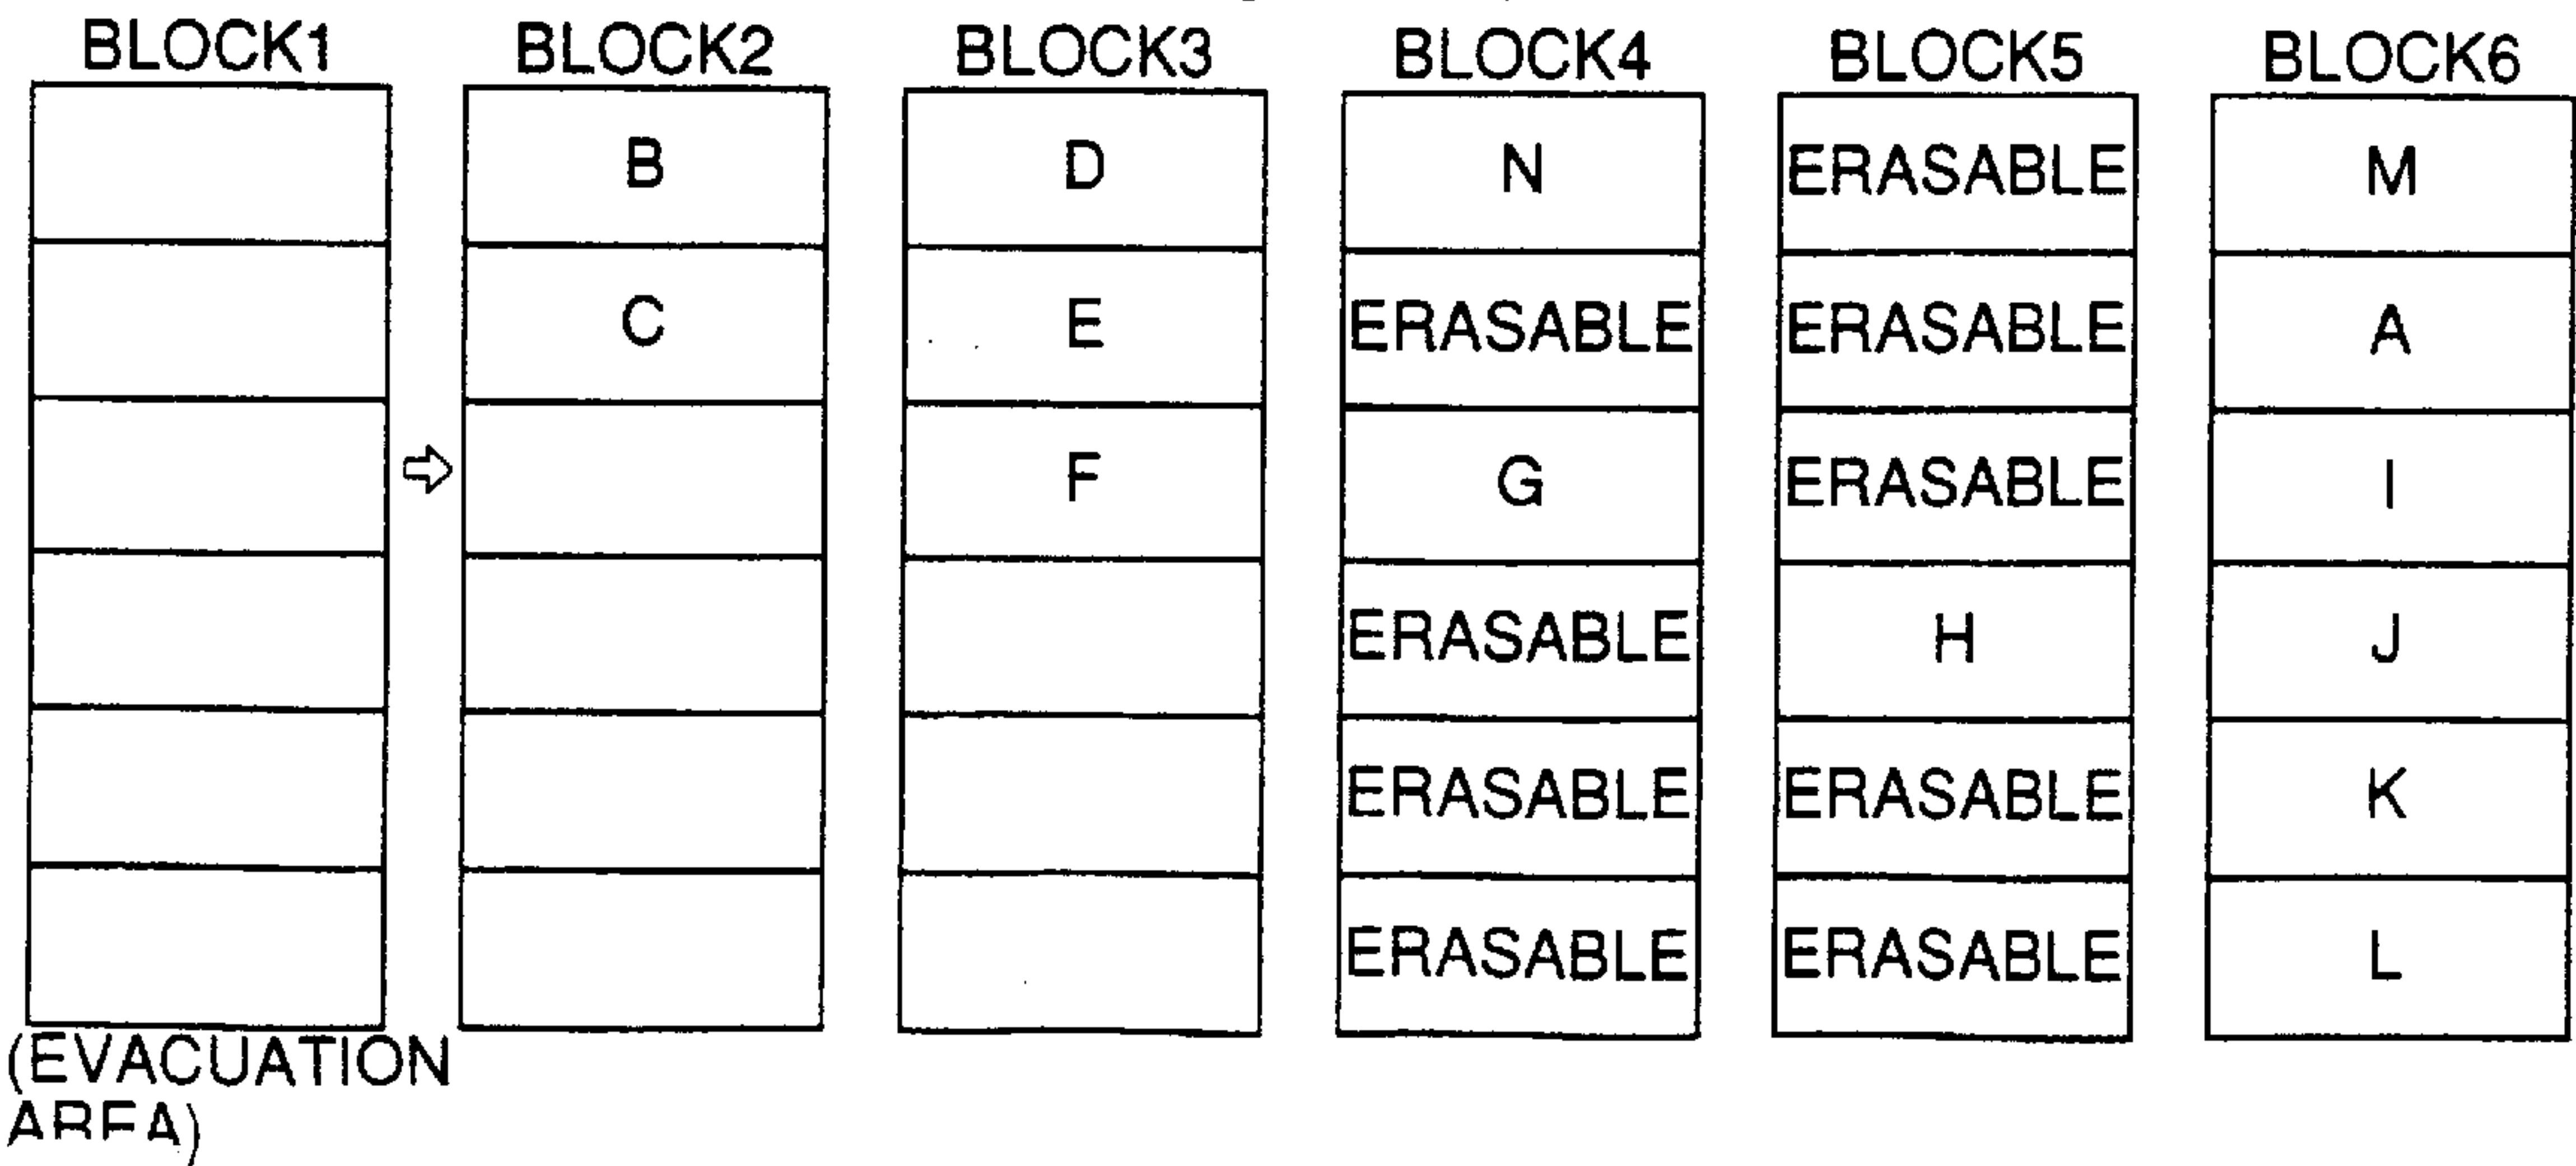 BLOCK1 BLOCK2 BLOCK3 BLOCK4 BLOCK5 BLOCK6
B D N ERASABLE M
C E ERASABLE ERASABLE A
F G ERASABLE I
ERASABLE H J
ERASABLE ERASABLE K
ERASABLE ERASABLE L
(EVACUATION
AREA)